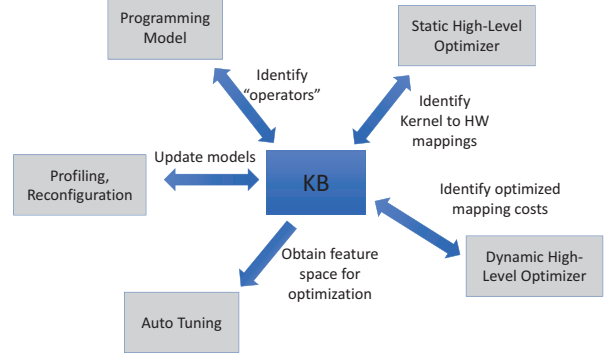 Programming
Model
Static High-Level
Optimizer
Identify
“operators”
Identify
Kernel to HW
mappings
Update models
Profiling,
Reconfiguration
KB
Identify optimized
mapping costs
Obtain feature
space for
optimization
Dynamic High-
Level Optimizer
Auto Tuning